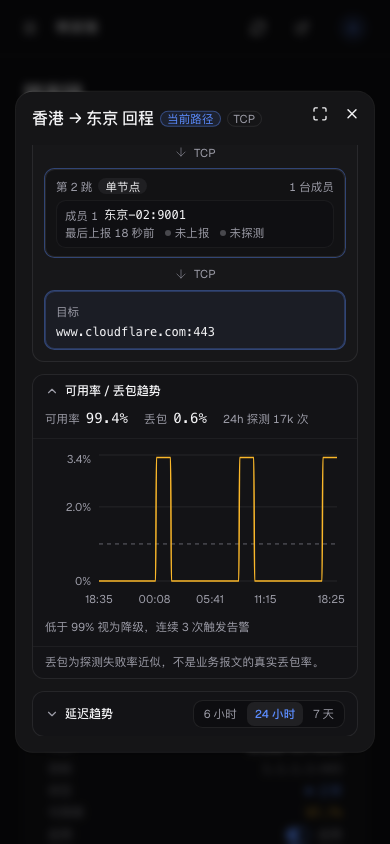 香港 → 东京 回程 当前路径 TCP
↓ TCP
第 2 跳 单节点 1 台成员
成员 1 东京-02:9001
最后上报 18 秒前 未上报 未探测
↓ TCP
目标
www.cloudflare.com:443
可用率 / 丢包趋势
可用率 99.4% 丢包 0.6% 24h 探测 17k 次
3.4%
2.0%
0%
18:35 00:08 05:41 11:15 18:25
低于 99% 视为降级，连续 3 次触发告警
丢包为探测失败率近似，不是业务报文的真实丢包率。
延迟趋势 6 小时 24 小时 7 天